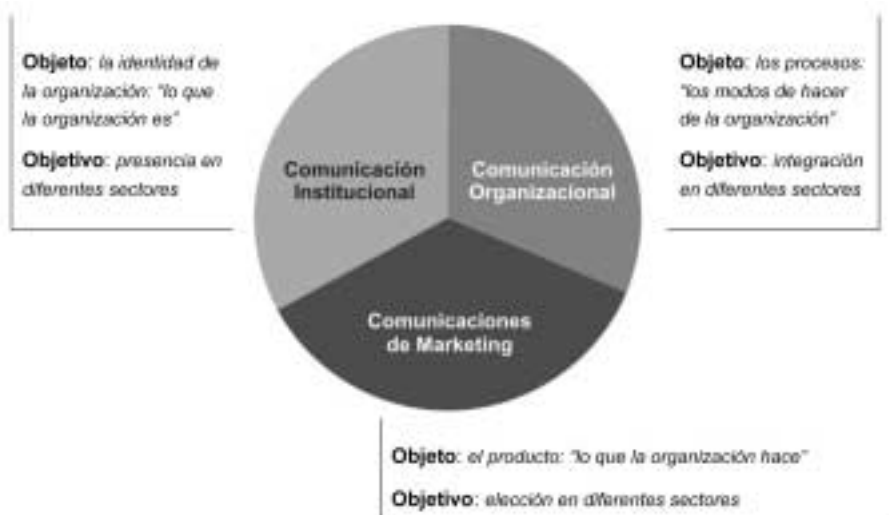 Objeto: la identidad de
la organización: "lo que
la organización es"
Objetivo: presencia en
diferentes sectores
Comunicación
Institucional
Comunicación
Organizacional
Objeto: los procesos:
"los modos de hacer
de la organización"
Objetivo: integración
en diferentes sectores
Comunicaciones
de Marketing
Objeto: el producto: "lo que la organización hace"
Objetivo: elección en diferentes sectores